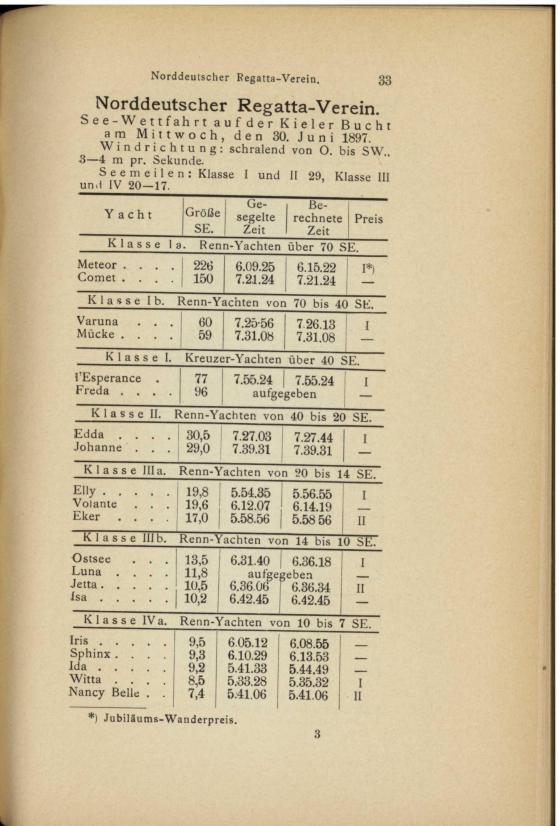 Norddeutscher Regatta-Verein. 33
Norddeutscher Regatta-Verein.
See-Wettfahrt auf der Kieler Bucht
am Mittwoch, den 30. Juni 1897.
Windrichtung: schralend von O. bis SW.,
3—4 m pr. Sekunde.
Seemeilen: Klasse I und II 29, Klasse III
und IV 20—17.
Yacht Größe SE. Ge-segelte Zeit Be-rechnete Zeit Preis
Klasse Ia. Renn-Yachten über 70 SE.
Meteor . . . . 226 6.09.25 6.15.22 I*)
Comet . . . . 150 7.21.24 7.21.24 —
Klasse Ib. Renn-Yachten von 70 bis 40 SE.
Varuna . . . 60 7.25.56 7.26.13 I
Mücke . . . . 59 7.31.08 7.31.08 —
Klasse I. Kreuzer-Yachten über 40 SE.
l'Esperance . 77 7.55.24 7.55.24 I
Freda . . . . 96 aufgegeben —
Klasse II. Renn-Yachten von 40 bis 20 SE.
Edda . . . . 30,5 7.27.03 7.27.44 I
Johanne . . . 29,0 7.39.31 7.39.31 —
Klasse IIIa. Renn-Yachten von 20 bis 14 SE.
Elly . . . . . 19,8 5.54.35 5.56.55 I
Volante . . . 19,6 6.12.07 6.14.19 —
Eker . . . . 17,0 5.58.56 5.58 56 II
Klasse IIIb. Renn-Yachten von 14 bis 10 SE.
Ostsee . . . 13,5 6.31.40 6.36.18 I
Luna . . . . 11,8 aufgegeben —
Jetta . . . . . 10,5 6.36.06 6.36.34 II
Isa . . . . . 10,2 6.42.45 6.42.45 —
Klasse IVa. Renn-Yachten von 10 bis 7 SE.
Iris . . . . . 9,5 6.05.12 6.08.55 —
Sphinx . . . . 9,3 6.10.29 6.13.53 —
Ida . . . . . 9,2 5.41.33 5.44.49 —
Witta . . . . 8,5 5.33.28 5.35.32 I
Nancy Belle . . 7,4 5.41.06 5.41.06 II
*) Jubiläums-Wanderpreis.
3